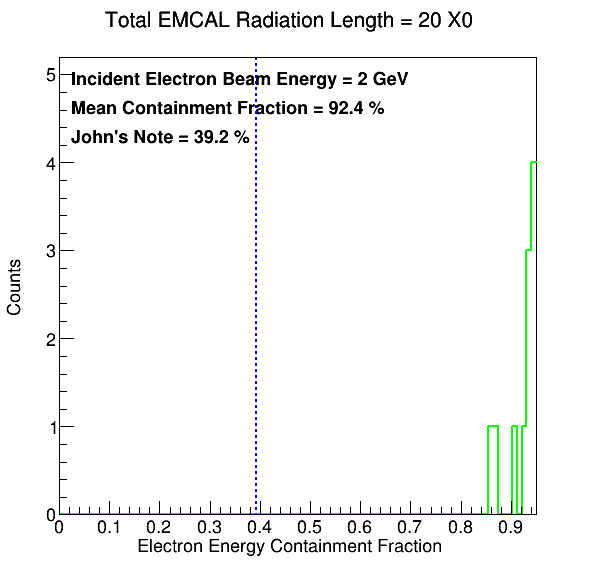 Total EMCAL Radiation Length = 20 X0
Incident Electron Beam Energy = 2 GeV
Mean Containment Fraction = 92.4 %
John's Note = 39.2 %
Counts
5
4
3
2
1
0
0 0.1 0.2 0.3 0.4 0.5 0.6 0.7 0.8 0.9
Electron Energy Containment Fraction